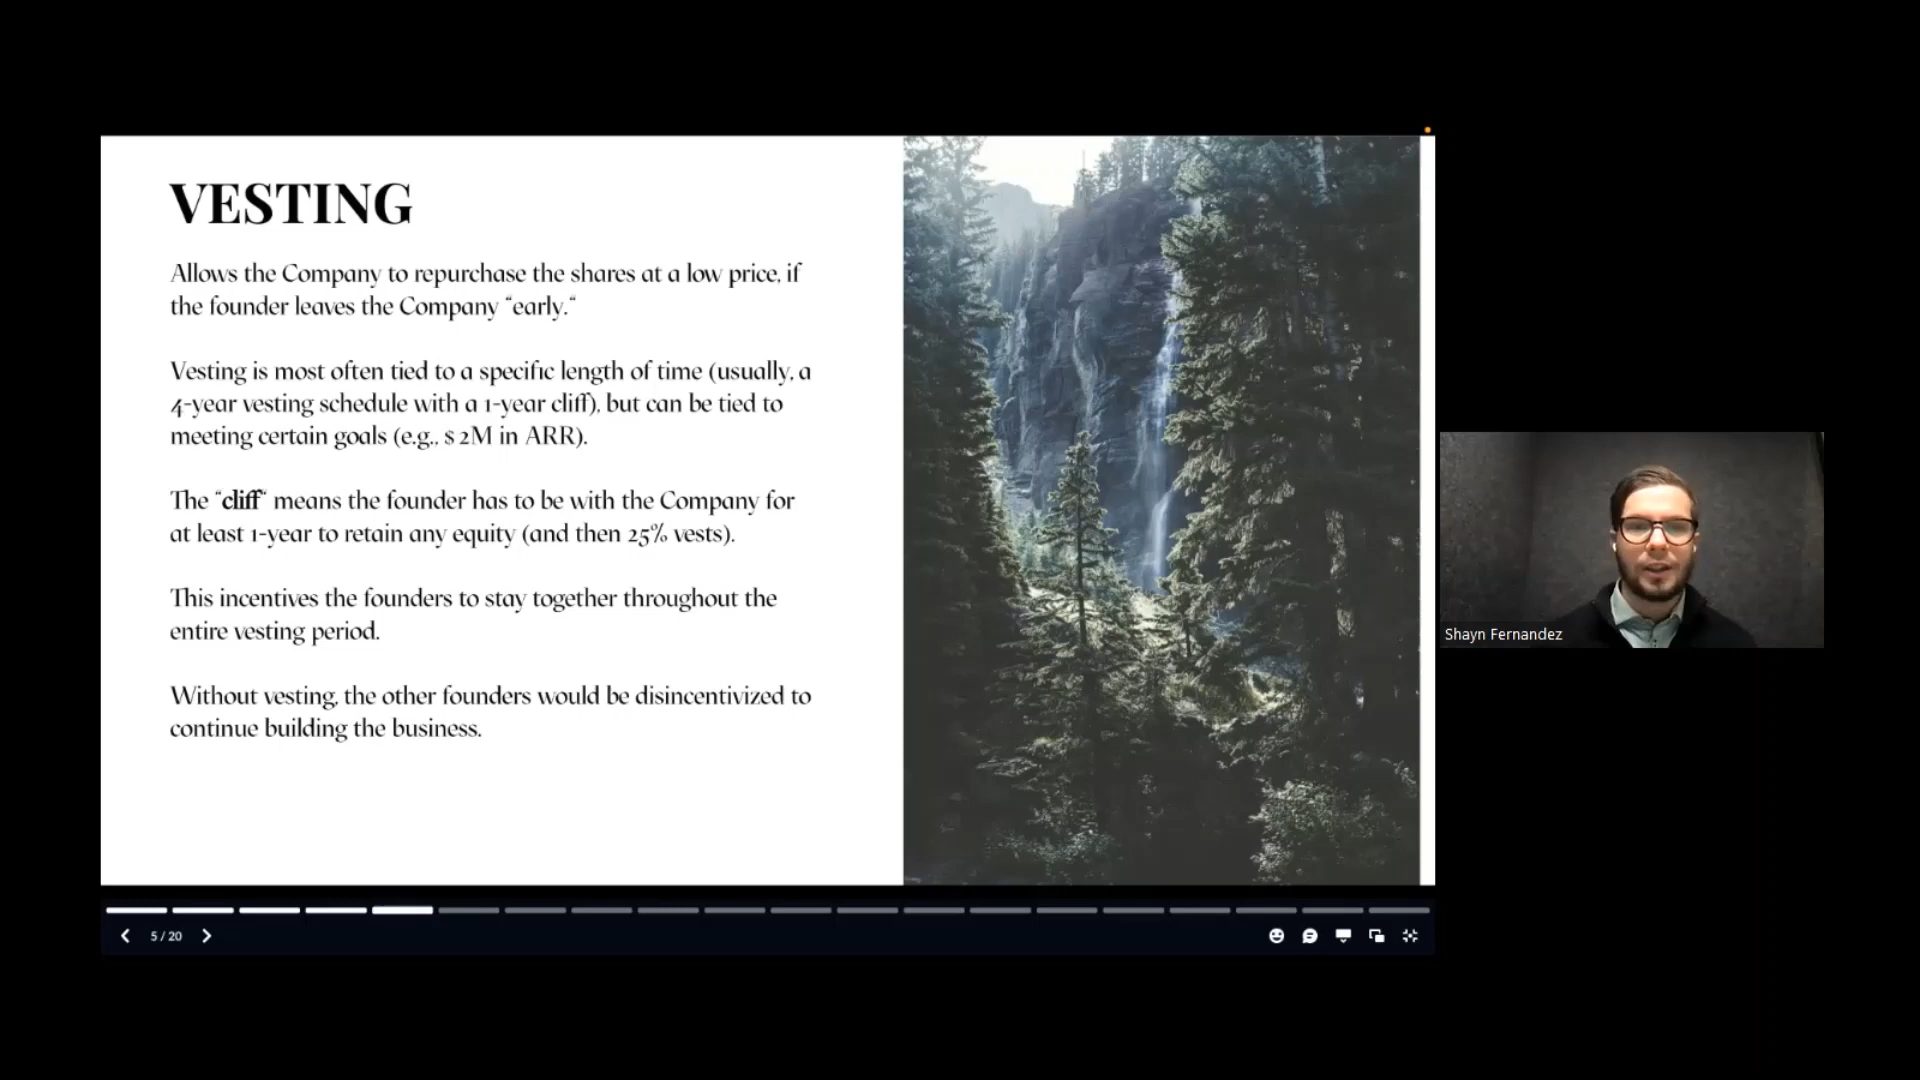 VESTING
Allows the Company to repurchase the shares at a low price, if
the founder leaves the Company “early.“
Vesting is most often tied to a specific length of time (usually, a
4-year vesting schedule with a 1-year cliff), but can be tied to
meeting certain goals (e.g., $ 2M in ARR).
The “cliff“ means the founder has to be with the Company for
at least 1-year to retain any equity (and then 25% vests).
This incentives the founders to stay together throughout the
entire vesting period.
Without vesting, the other founders would be disincentivized to
continue building the business.
Shayn Fernandez
5 / 20